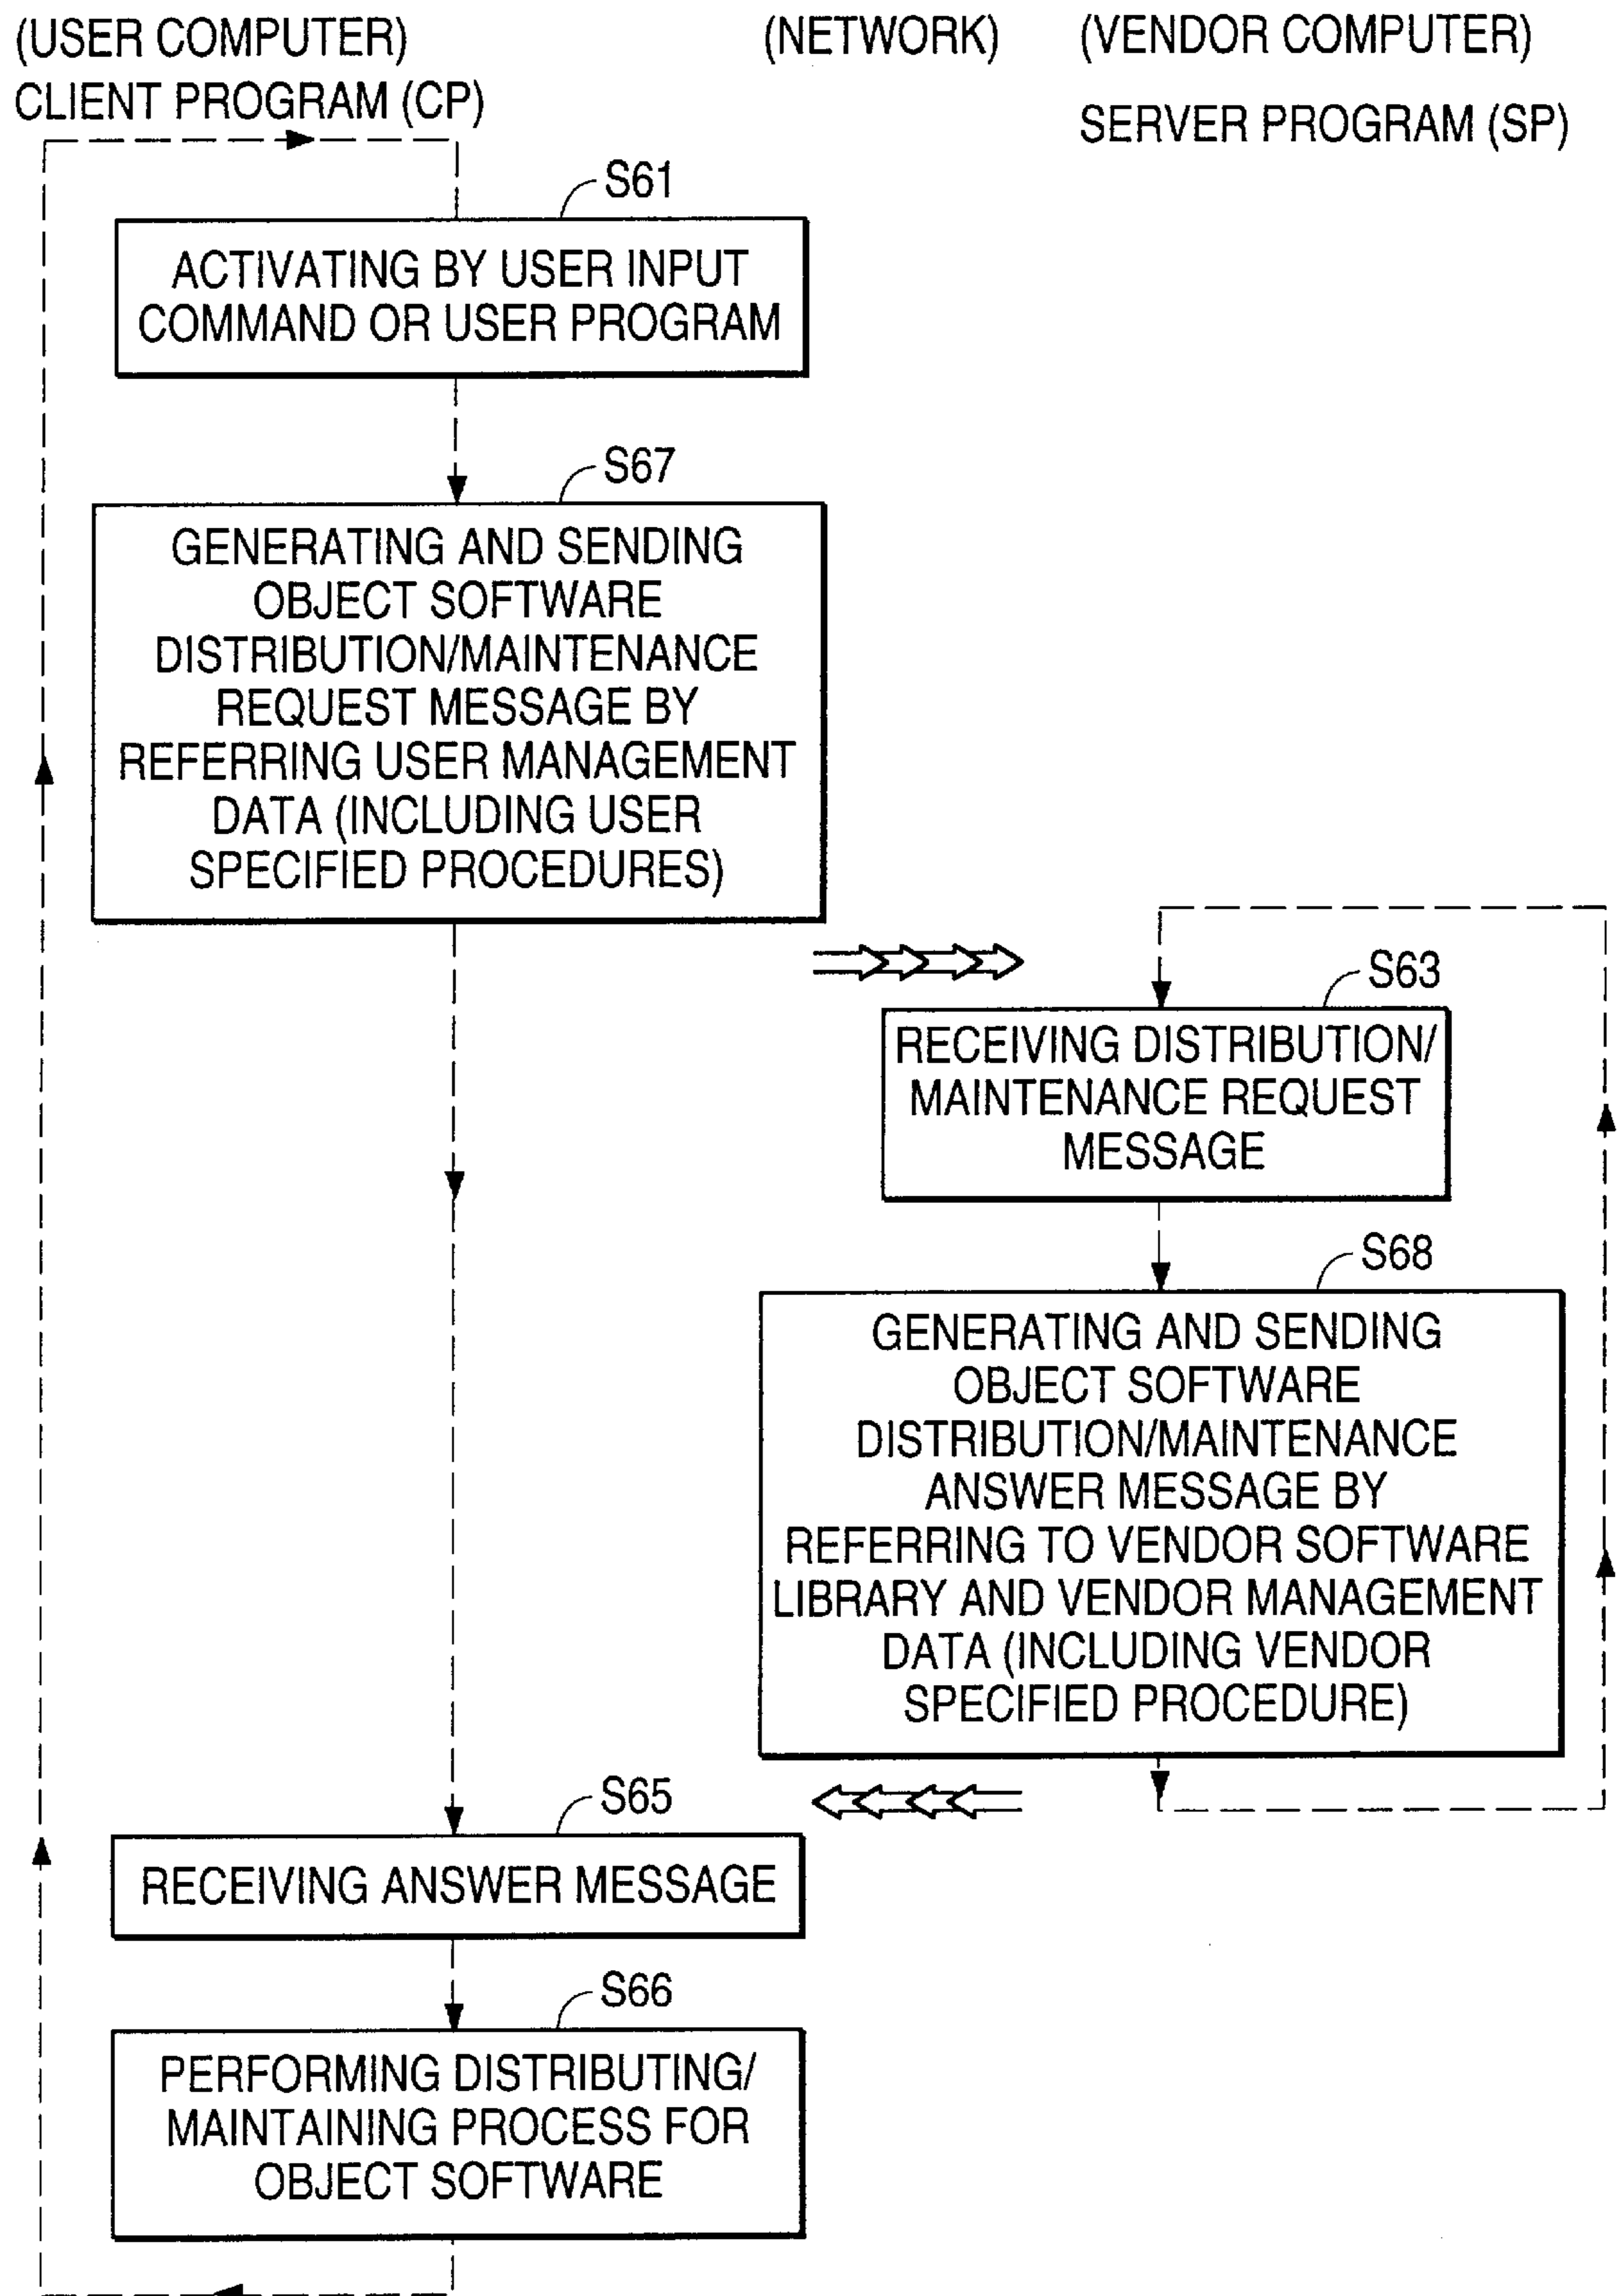 (USER COMPUTER)
CLIENT PROGRAM (CP)
(NETWORK)
(VENDOR COMPUTER)
SERVER PROGRAM (SP)
S61
ACTIVATING BY USER INPUT
COMMAND OR USER PROGRAM
S67
GENERATING AND SENDING
OBJECT SOFTWARE
DISTRIBUTION/MAINTENANCE
REQUEST MESSAGE BY
REFERRING USER MANAGEMENT
DATA (INCLUDING USER
SPECIFIED PROCEDURES)
S63
RECEIVING DISTRIBUTION/
MAINTENANCE REQUEST
MESSAGE
S68
GENERATING AND SENDING
OBJECT SOFTWARE
DISTRIBUTION/MAINTENANCE
ANSWER MESSAGE BY
REFERRING TO VENDOR SOFTWARE
LIBRARY AND VENDOR MANAGEMENT
DATA (INCLUDING VENDOR
SPECIFIED PROCEDURE)
S65
RECEIVING ANSWER MESSAGE
S66
PERFORMING DISTRIBUTING/
MAINTAINING PROCESS FOR
OBJECT SOFTWARE